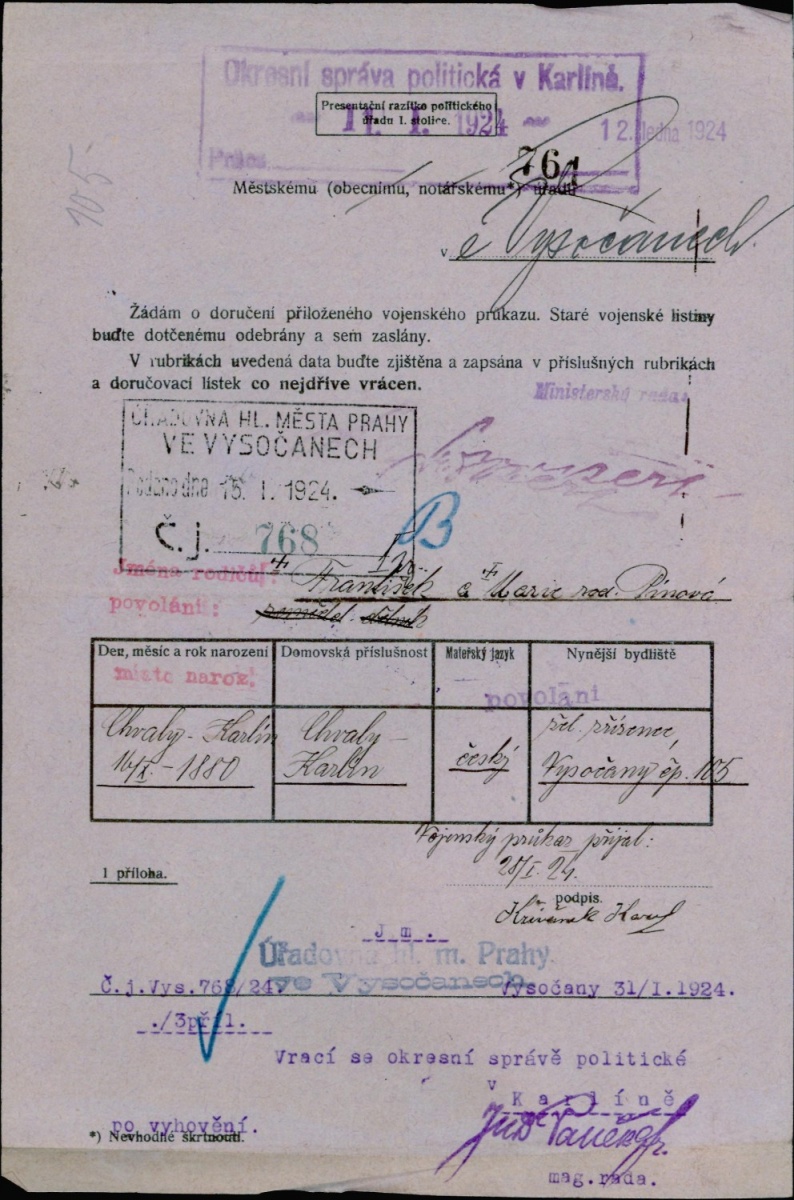 Okresní správa politická v Karlíně.
Presentační razítko politického
úřadu I. stolice.
11. I. 1924
12. ledna 1924
Práce
761
105
Městskému (obecnímu, notářskému*) úřadu
v e Vysočanech.
Žádám o doručení přiloženého vojenského průkazu. Staré vojenské listiny
buďte dotčenému odebrány a sem zaslány.
V rubrikách uvedená data buďte zjištěna a zapsána v příslušných rubrikách
a doručovací lístek co nejdříve vrácen.
Ministerský rada:
ÚŘADOVNA HL. MĚSTA PRAHY
VE VYSOČANECH
Podáno dne 15. I. 1924.
Č.j. 768
B
Jména rodičů!: František a Marie rod. Pínová
povolání:
Den, měsíc a rok narození Domovská příslušnost Mateřský jazyk Nynější bydliště
místo naroz! povolání
Chvaly - Karlín Chvaly - český
16/X. - 1880 Karlín Vysočany čp. 105
Vojenský průkaz přijal:
28/I. 24.
1 příloha.
podpis.
Křivánek Karel
J m .
Úřadovna hl. m. Prahy
ve Vysočanech.
Č.j.Vys.768/24. Vysočany 31/I.1924.
./3příl.
Vrací se okresní správě politické
v
Karlíně
po vyhovění.
*) Nevhodné škrtnouti.
mag.rada.